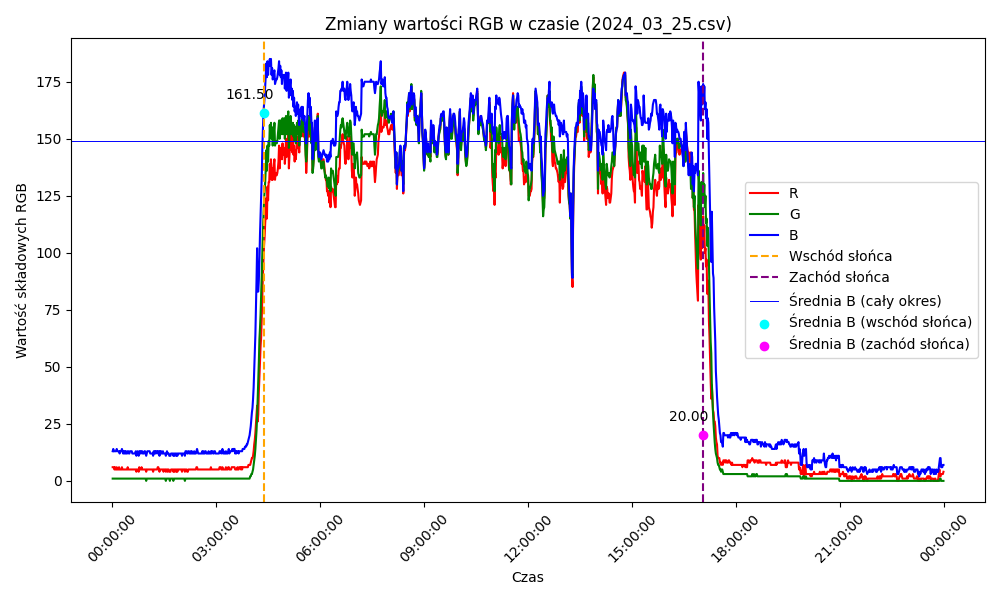 Zmiany wartości RGB w czasie (2024_03_25.csv)
Wartość składowych RGB
175
150
125
100
75
50
25
0
161.50
20.00
R
G
B
Wschód słońca
Zachód słońca
Średnia B (cały okres)
Średnia B (wschód słońca)
Średnia B (zachód słońca)
00:00:00
03:00:00
06:00:00
09:00:00
12:00:00
15:00:00
18:00:00
21:00:00
00:00:00
Czas